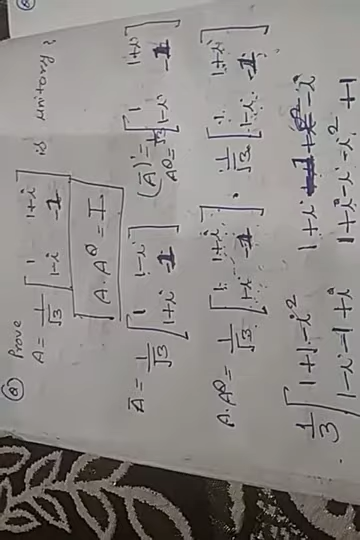 Q) Prove
A = 1/√3 [1 1+i; 1-i -1] is unitary?
A·A^θ = I
Ā = 1/√3 [1 1-i; 1+i -1] (Ā)' = 1/√3 [1 1+i; 1-i -1]
A^θ =
A·A^θ = 1/√3 [1 1+i; 1+i -1] · 1/√3 [1 1+i; 1-i -1]
1/3 [1+1-i² 1+i-1-i
1-i-1+i 1+i-i-i²+1